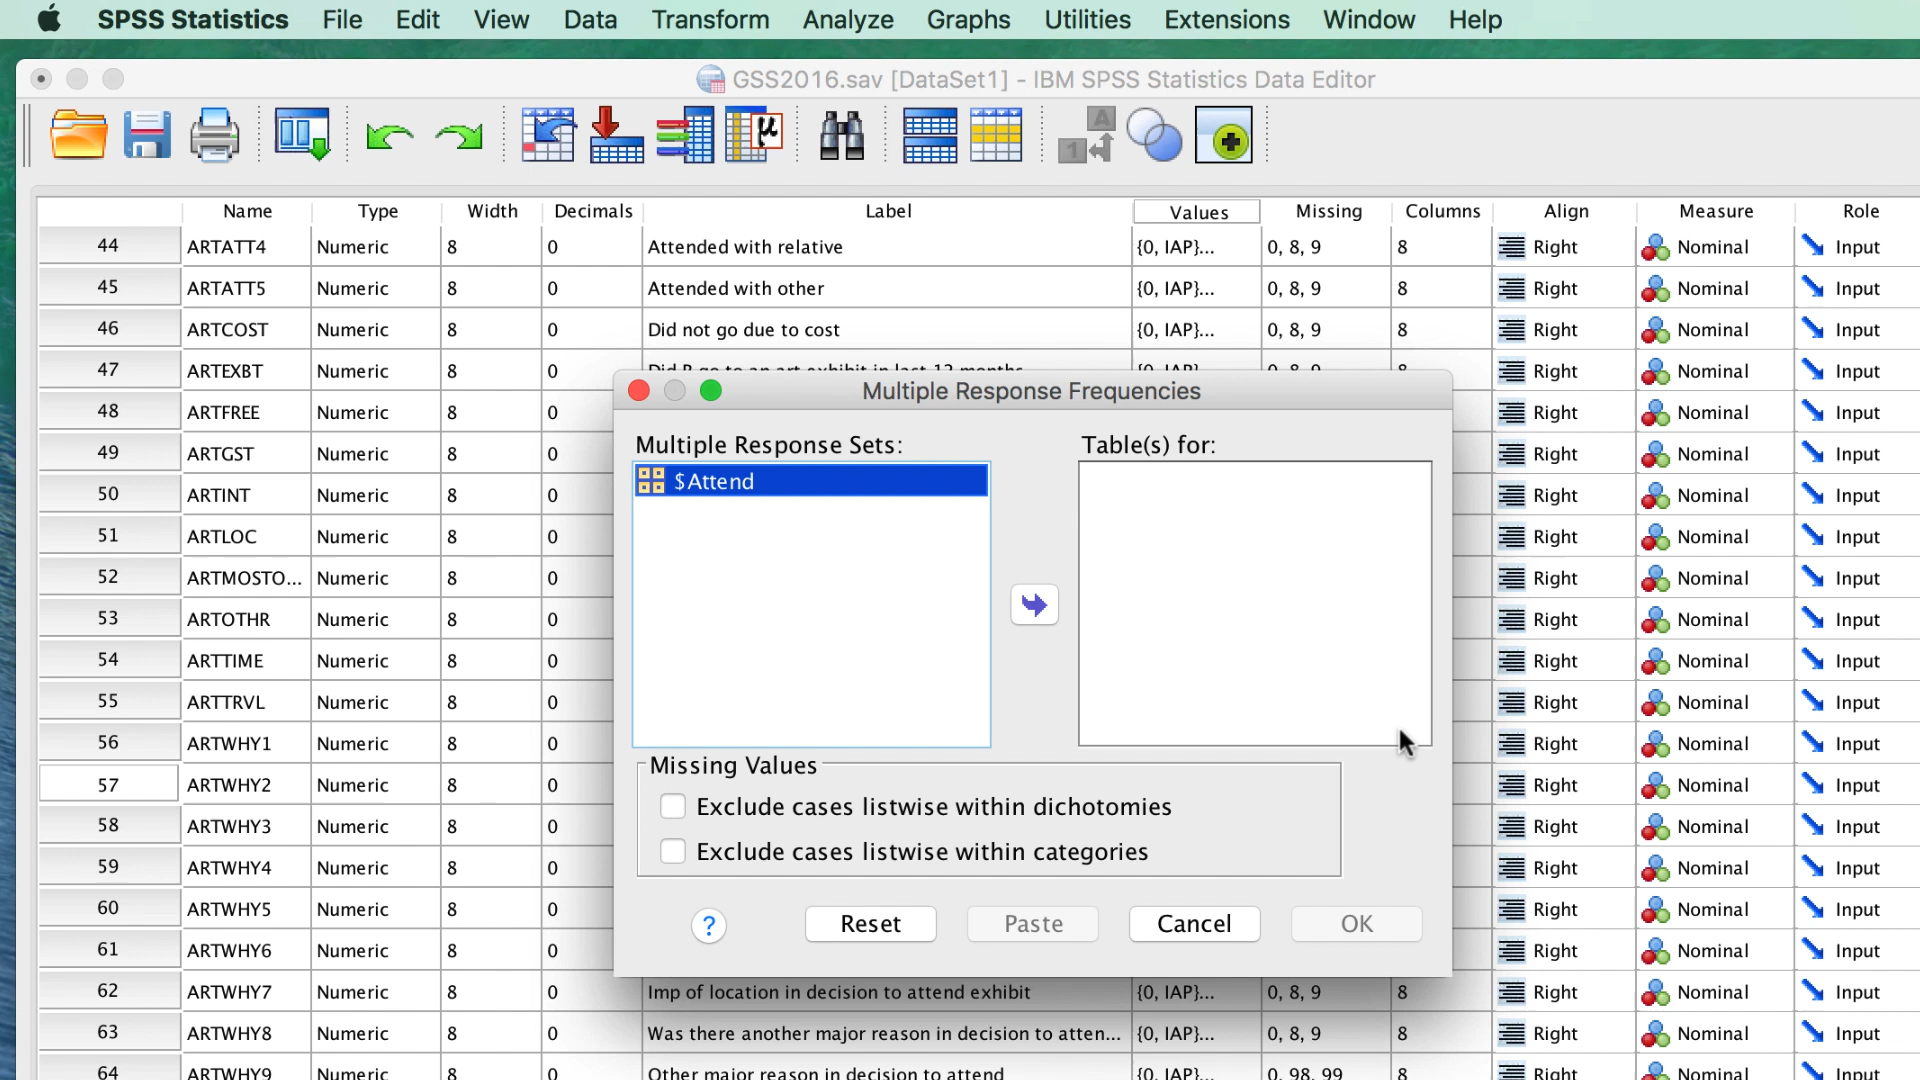 SPSS Statistics File Edit View Data Transform Analyze Graphs Utilities Extensions Window Help
GSS2016.sav [DataSet1] - IBM SPSS Statistics Data Editor
Name Type Width Decimals Label Values Missing Columns Align Measure Role
44 ARTATT4 Numeric 8 0 Attended with relative {0, IAP}... 0, 8, 9 8 Right Nominal Input
45 ARTATT5 Numeric 8 0 Attended with other {0, IAP}... 0, 8, 9 8 Right Nominal Input
46 ARTCOST Numeric 8 0 Did not go due to cost {0, IAP}... 0, 8, 9 8 Right Nominal Input
47 ARTEXBT Numeric 8 0 Did R go to an art exhibit in last 12 months {0, IAP}... 0, 8, 9 8 Right Nominal Input
48 ARTFREE Numeric 8 0 Right Nominal Input
49 ARTGST Numeric 8 0 Right Nominal Input
50 ARTINT Numeric 8 0 Right Nominal Input
51 ARTLOC Numeric 8 0 Right Nominal Input
52 ARTMOSTO... Numeric 8 0 Right Nominal Input
53 ARTOTHR Numeric 8 0 Right Nominal Input
54 ARTTIME Numeric 8 0 Right Nominal Input
55 ARTTRVL Numeric 8 0 Right Nominal Input
56 ARTWHY1 Numeric 8 0 Right Nominal Input
57 ARTWHY2 Numeric 8 0 Right Nominal Input
58 ARTWHY3 Numeric 8 0 Right Nominal Input
59 ARTWHY4 Numeric 8 0 Right Nominal Input
60 ARTWHY5 Numeric 8 0 Right Nominal Input
61 ARTWHY6 Numeric 8 0 Right Nominal Input
62 ARTWHY7 Numeric 8 0 Imp of location in decision to attend exhibit {0, IAP}... 0, 8, 9 8 Right Nominal Input
63 ARTWHY8 Numeric 8 0 Was there another major reason in decision to atten... {0, IAP}... 0, 8, 9 8 Right Nominal Input
64 ARTWHY9 Numeric 8 0 Other major reason in decision to attend {0, IAP}... 0, 98, 99 8 Right Nominal Input
Multiple Response Frequencies
Multiple Response Sets: Table(s) for:
$Attend
Missing Values
Exclude cases listwise within dichotomies
Exclude cases listwise within categories
? Reset Paste Cancel OK